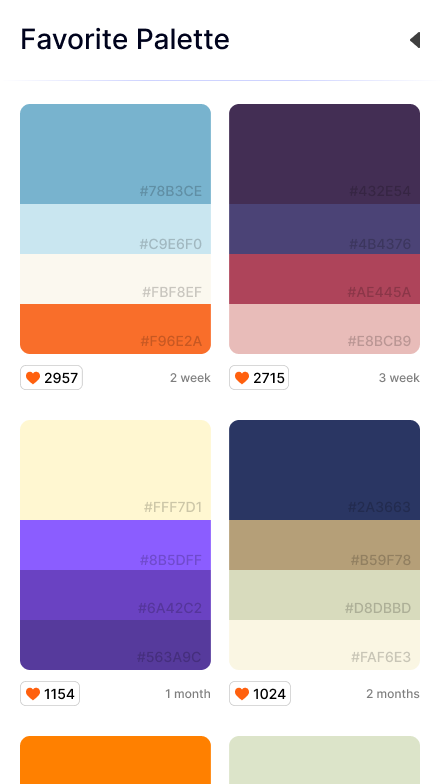 Favorite Palette
#78B3CE
#C9E6F0
#FBF8EF
#F96E2A
2957
2 week
#432E54
#4B4376
#AE445A
#E8BCB9
2715
3 week
#FFF7D1
#8B5DFF
#6A42C2
#563A9C
1154
1 month
#2A3663
#B59F78
#D8DBBD
#FAF6E3
1024
2 months